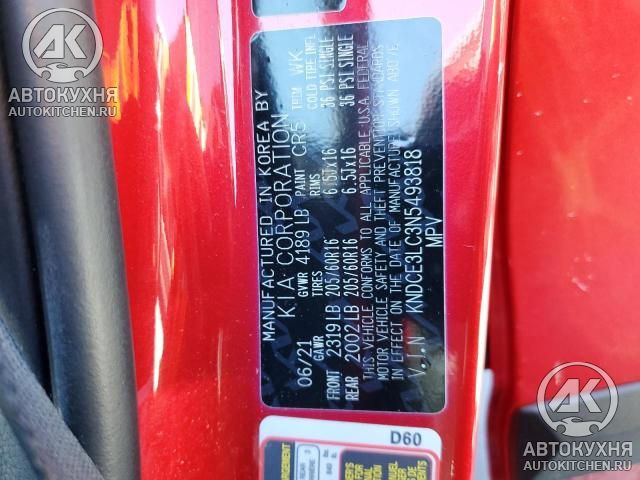 АВТОКУХНЯ
AUTOKITCHEN.RU
MANUFACTURED IN KOREA BY
KIA CORPORATION
06/21 GVWR 4189 LB PAINT CR5 TRIM WK
GAWR TIRES RIMS COLD TIRE INFL
FRONT 2319 LB 205/60R16 6.5JX16 36 PSI SINGLE
REAR 2002 LB 205/60R16 6.5JX16 36 PSI SINGLE
THIS VEHICLE CONFORMS TO ALL APPLICABLE U.S.A. FEDERAL
MOTOR VEHICLE SAFETY AND THEFT PREVENTION STANDARDS
IN EFFECT ON THE DATE OF MANUFACTURE SHOWN ABOVE
V.I.N KNDCE3LC3N5493818
MPV
D60
REAR
3
АВТОКУХНЯ
AUTOKITCHEN.RU